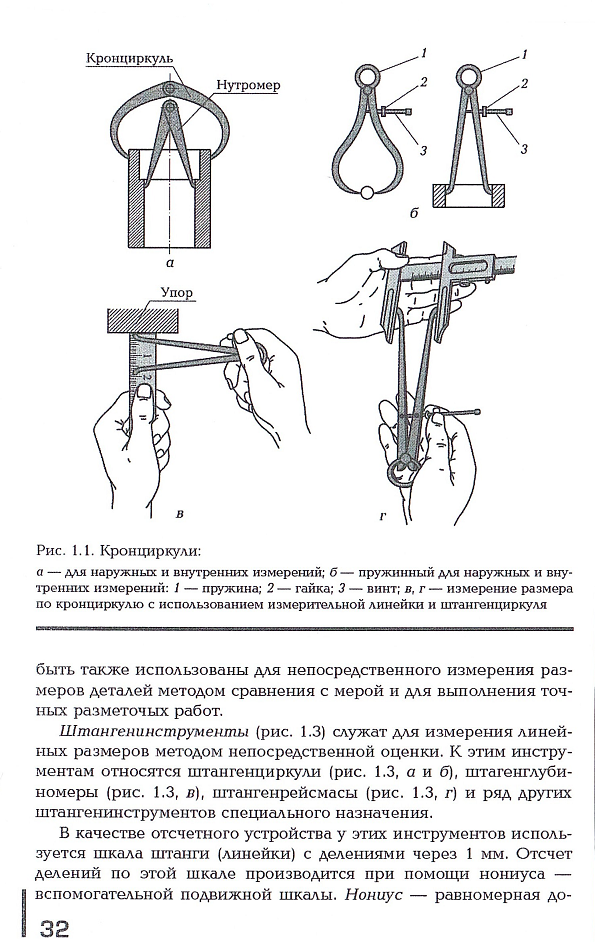 Кронциркуль
Нутромер
1
2
3
1
2
3
б
а
Упор
1
2
в
г
Рис. 1.1. Кронциркули:
а — для наружных и внутренних измерений; б — пружинный для наружных и вну-
тренних измерений: 1 — пружина; 2 — гайка; 3 — винт; в, г — измерение размера
по кронциркулю с использованием измерительной линейки и штангенциркуля
быть также использованы для непосредственного измерения раз-
меров деталей методом сравнения с мерой и для выполнения точ-
ных разметочых работ.
Штангенинструменты (рис. 1.3) служат для измерения линей-
ных размеров методом непосредственной оценки. К этим инстру-
ментам относятся штангенциркули (рис. 1.3, а и б), штагенглуби-
номеры (рис. 1.3, в), штангенрейсмасы (рис. 1.3, г) и ряд других
штангенинструментов специального назначения.
В качестве отсчетного устройства у этих инструментов исполь-
зуется шкала штанги (линейки) с делениями через 1 мм. Отсчет
делений по этой шкале производится при помощи нониуса —
вспомогательной подвижной шкалы. Нониус — равномерная до-
32